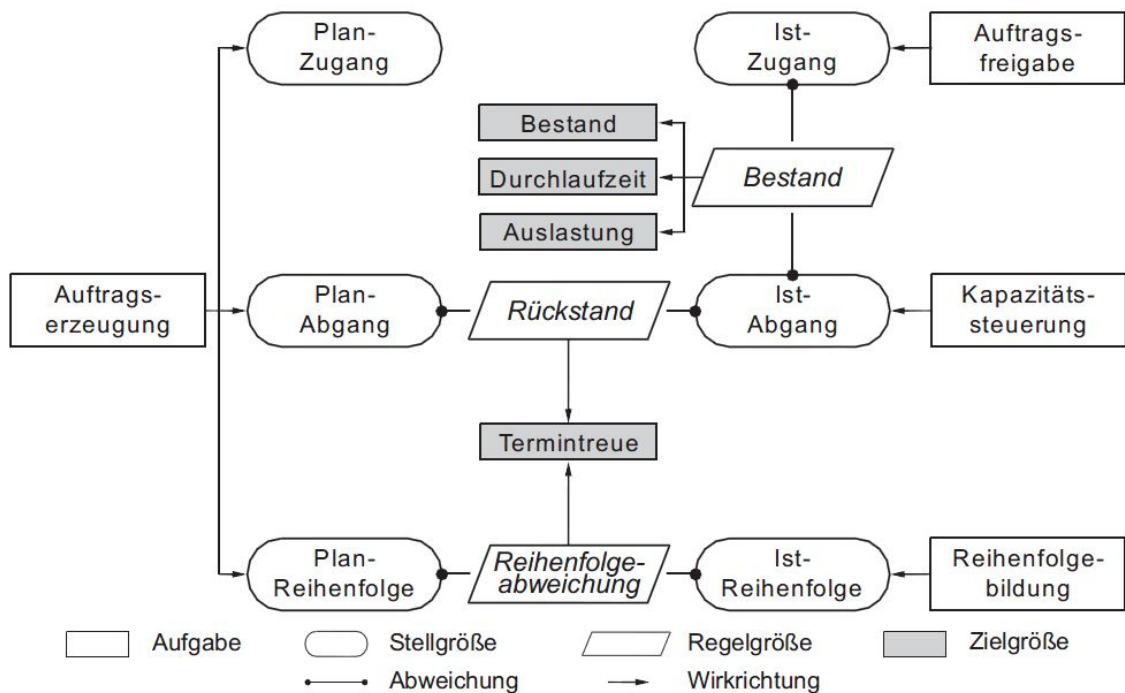 Plan-
Zugang
Ist-
Zugang
Auftrags-
freigabe
Bestand
Durchlaufzeit
Auslastung
Bestand
Auftrags-
erzeugung
Plan-
Abgang
Rückstand
Ist-
Abgang
Kapazitäts-
steuerung
Termintreue
Plan-
Reihenfolge
Reihenfolge-
abweichung
Ist-
Reihenfolge
Reihenfolge-
bildung
Aufgabe
Stellgröße
Regelgröße
Zielgröße
Abweichung
Wirkrichtung